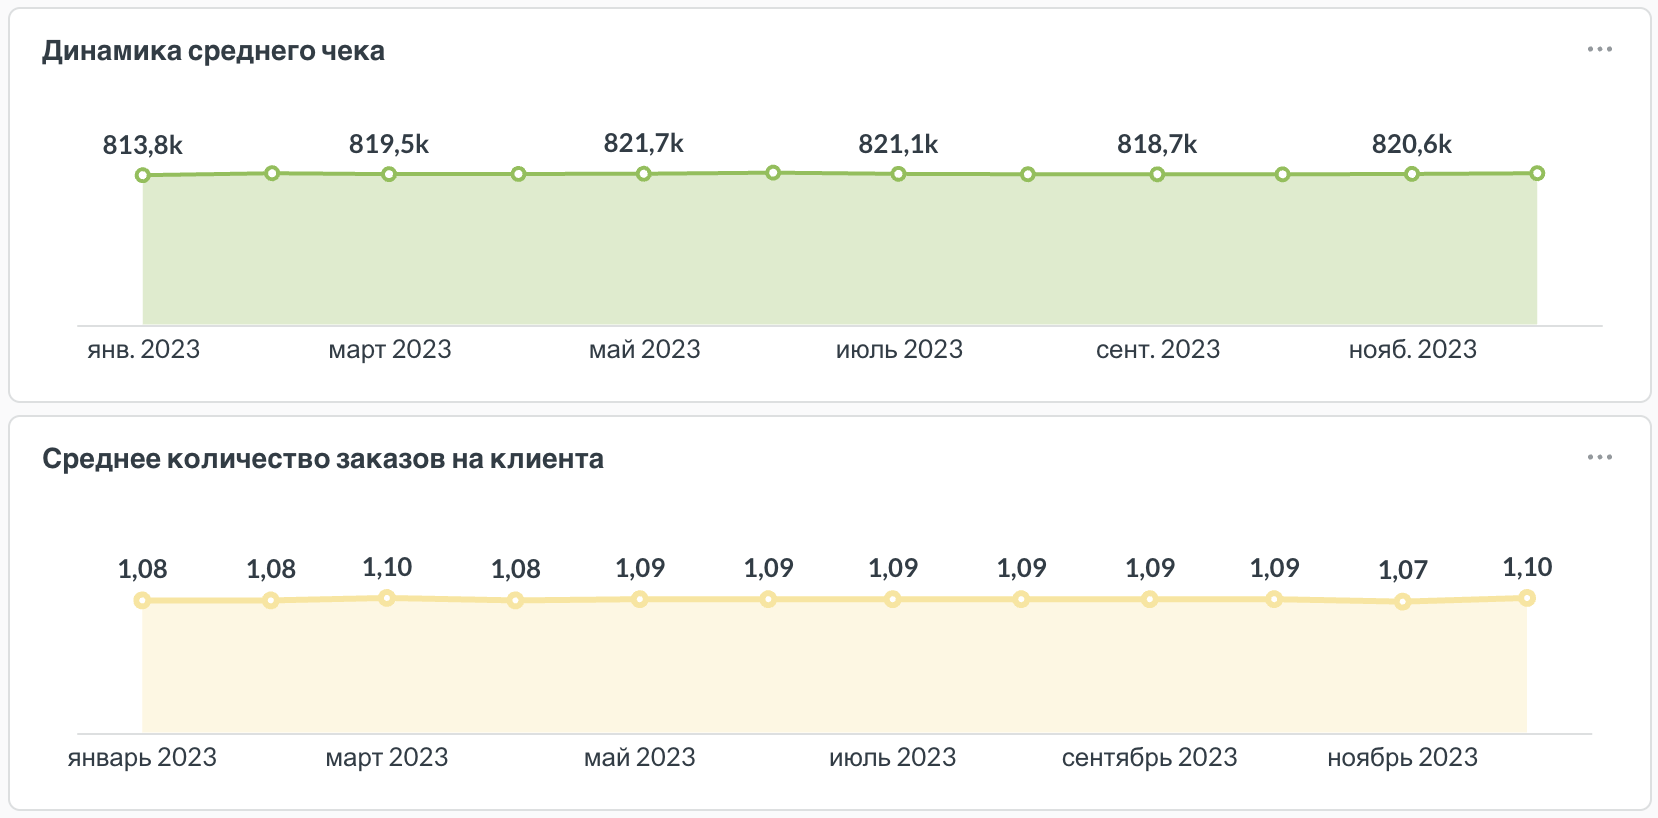 Динамика среднего чека
813,8k 819,5k 821,7k 821,1k 818,7k 820,6k
янв. 2023 март 2023 май 2023 июль 2023 сент. 2023 нояб. 2023
Среднее количество заказов на клиента
1,08 1,08 1,10 1,08 1,09 1,09 1,09 1,09 1,09 1,09 1,07 1,10
январь 2023 март 2023 май 2023 июль 2023 сентябрь 2023 ноябрь 2023